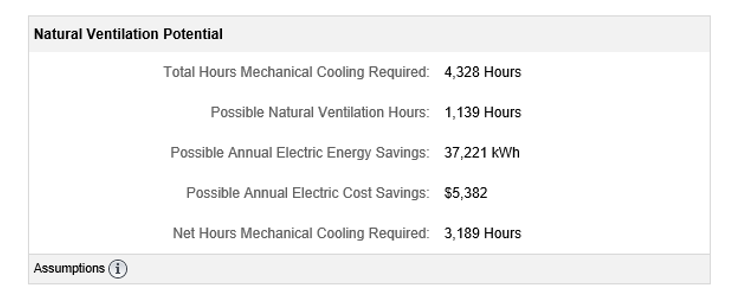 Natural Ventilation Potential
Total Hours Mechanical Cooling Required: 4,328 Hours
Possible Natural Ventilation Hours: 1,139 Hours
Possible Annual Electric Energy Savings: 37,221 kWh
Possible Annual Electric Cost Savings: $5,382
Net Hours Mechanical Cooling Required: 3,189 Hours
Assumptions i